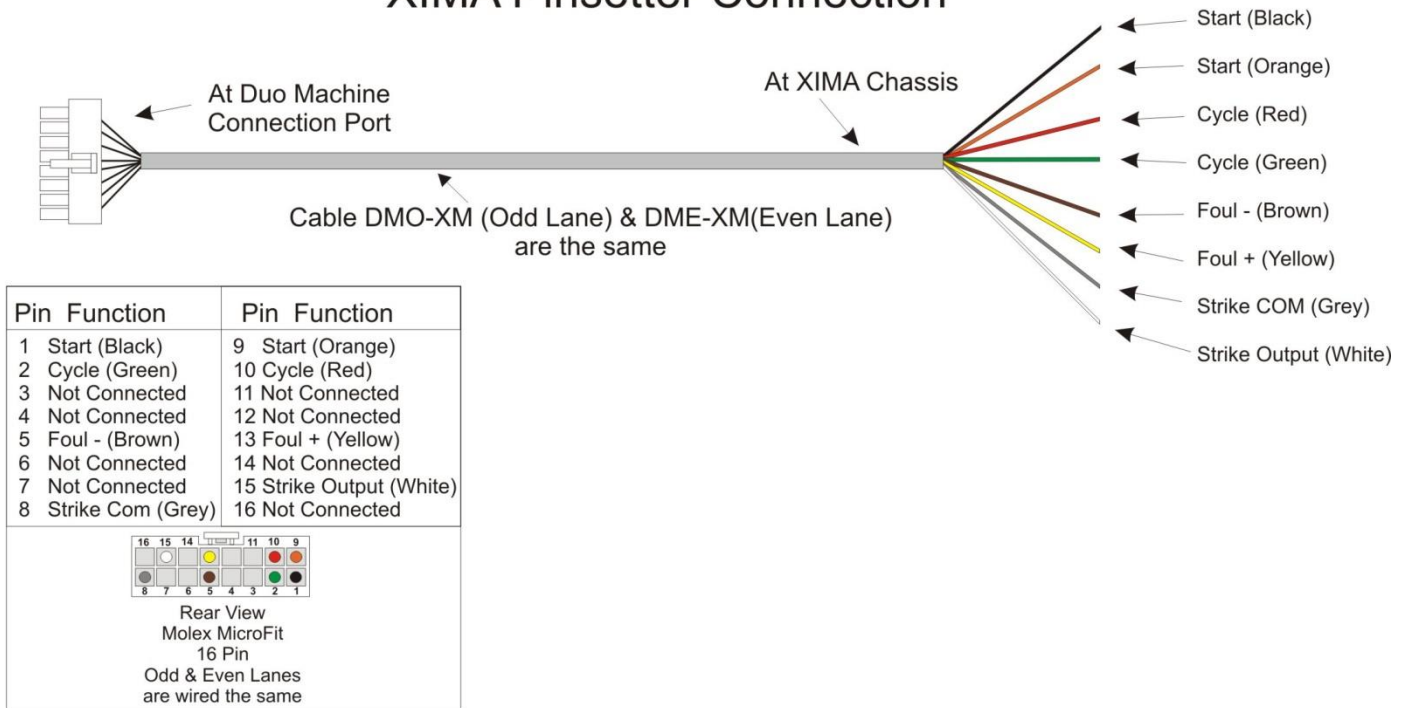 XIMA Pinsetter Connection
At Duo Machine
Connection Port
At XIMA Chassis
Cable DMO-XM (Odd Lane) & DME-XM(Even Lane)
are the same
Start (Black)
Start (Orange)
Cycle (Red)
Cycle (Green)
Foul - (Brown)
Foul + (Yellow)
Strike COM (Grey)
Strike Output (White)
Pin Function Pin Function
1 Start (Black) 9 Start (Orange)
2 Cycle (Green) 10 Cycle (Red)
3 Not Connected 11 Not Connected
4 Not Connected 12 Not Connected
5 Foul - (Brown) 13 Foul + (Yellow)
6 Not Connected 14 Not Connected
7 Not Connected 15 Strike Output (White)
8 Strike Com (Grey) 16 Not Connected
16 15 14 11 10 9
8 7 6 5 4 3 2 1
Rear View
Molex MicroFit
16 Pin
Odd & Even Lanes
are wired the same